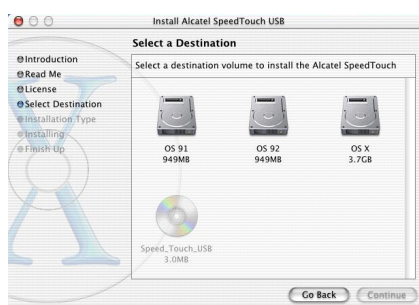 Install Alcatel SpeedTouch USB
Select a Destination
Introduction
Read Me
License
Select Destination
Installation Type
Installing
Finish Up
Select a destination volume to install the Alcatel SpeedTouch
OS 91
949MB
OS 92
949MB
OS X
3.7GB
Speed_Touch_USB
3.0MB
Go Back
Continue